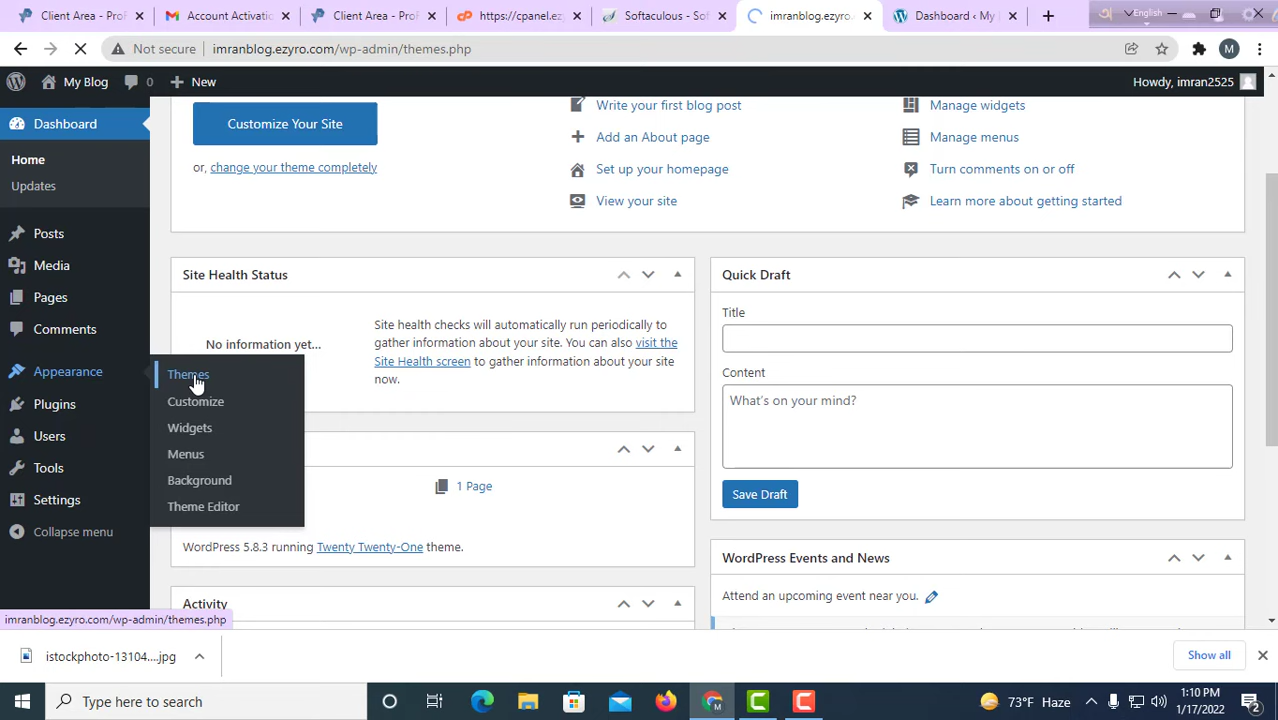 Client Area - Prof
Account Activatio
Client Area - Prof
https://cpanel.ez
Softaculous - So
imranblog.ezyro.c
Dashboard ‹ My
English
Not secure imranblog.ezyro.com/wp-admin/themes.php
M
My Blog 0 New Howdy, imran2525
Dashboard
Home
Updates
Posts
Media
Pages
Comments
Appearance
Plugins
Users
Tools
Settings
Collapse menu
Themes
Customize
Widgets
Menus
Background
Theme Editor
Customize Your Site
or, change your theme completely
Write your first blog post
Add an About page
Set up your homepage
View your site
Manage widgets
Manage menus
Turn comments on or off
Learn more about getting started
Site Health Status
No information yet...
Site health checks will automatically run periodically to
gather information about your site. You can also visit the
Site Health screen to gather information about your site
now.
1 Page
WordPress 5.8.3 running Twenty Twenty-One theme.
Activity
Quick Draft
Title
Content
What's on your mind?
Save Draft
WordPress Events and News
Attend an upcoming event near you.
imranblog.ezyro.com/wp-admin/themes.php
istockphoto-13104....jpg
Show all
Type here to search
73°F Haze
1:10 PM
1/17/2022
2